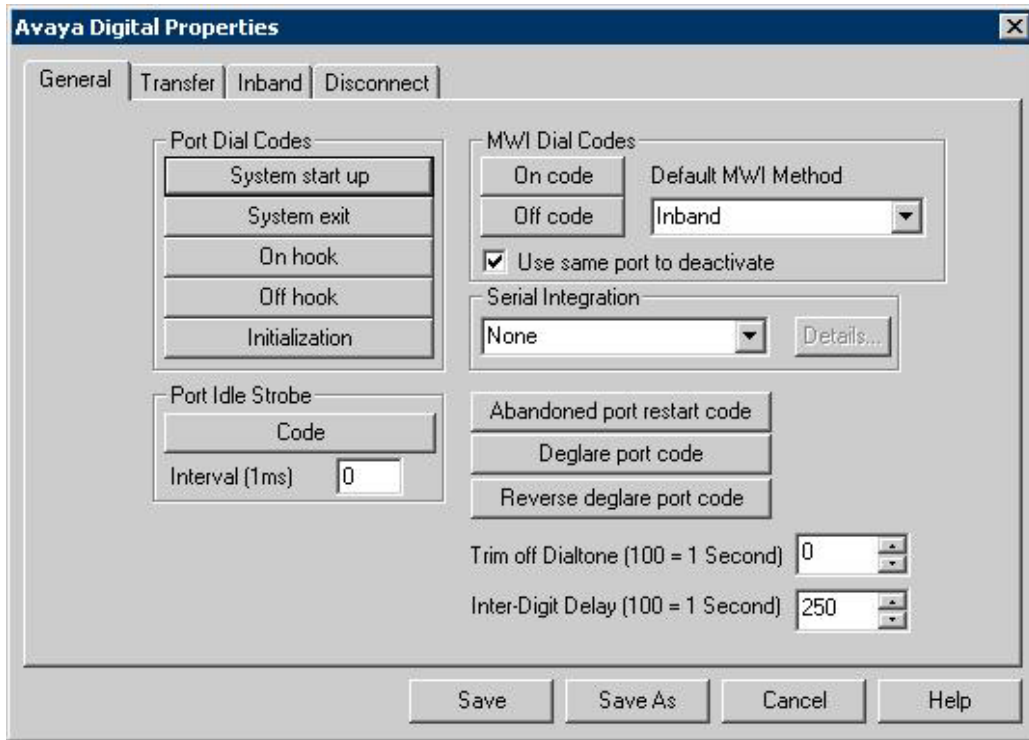 Avaya Digital Properties
General
Transfer
Inband
Disconnect
Port Dial Codes
System start up
System exit
On hook
Off hook
Initialization
MWI Dial Codes
On code
Off code
Default MWI Method
Inband
Use same port to deactivate
Serial Integration
None
Details...
Port Idle Strobe
Code
Interval (1ms)
0
Abandoned port restart code
Deglare port code
Reverse deglare port code
Trim off Dialtone (100 = 1 Second)
0
Inter-Digit Delay (100 = 1 Second)
250
Save
Save As
Cancel
Help